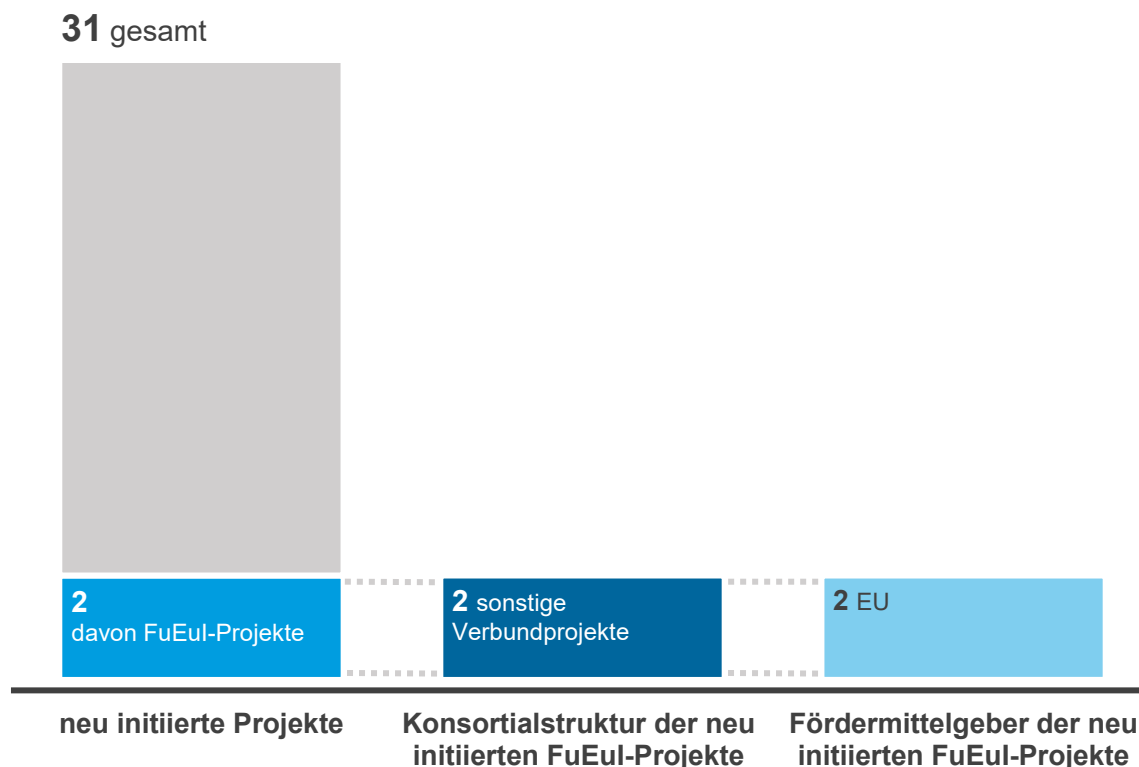 31 gesamt
2
davon FuEuI-Projekte
2 sonstige
Verbundprojekte
2 EU
neu initiierte Projekte
Konsortialstruktur der neu
initiierten FuEuI-Projekte
Fördermittelgeber der neu
initiierten FuEuI-Projekte